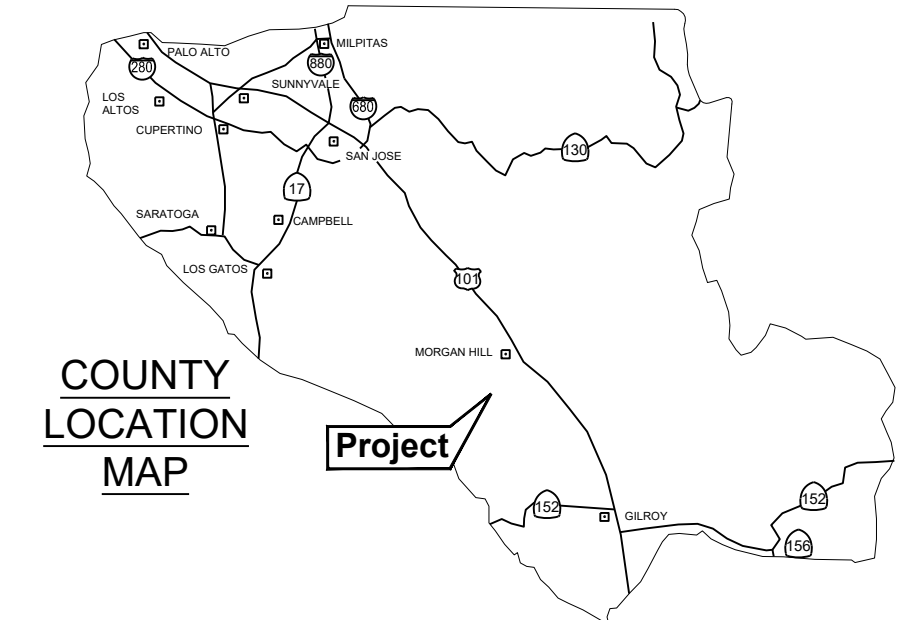 MILPITAS
PALO ALTO
280
880
SUNNYVALE
LOS
ALTOS
680
CUPERTINO
130
SAN JOSE
17
SARATOGA
CAMPBELL
LOS GATOS
101
MORGAN HILL
COUNTY
LOCATION
MAP
Project
152
GILROY
152
156